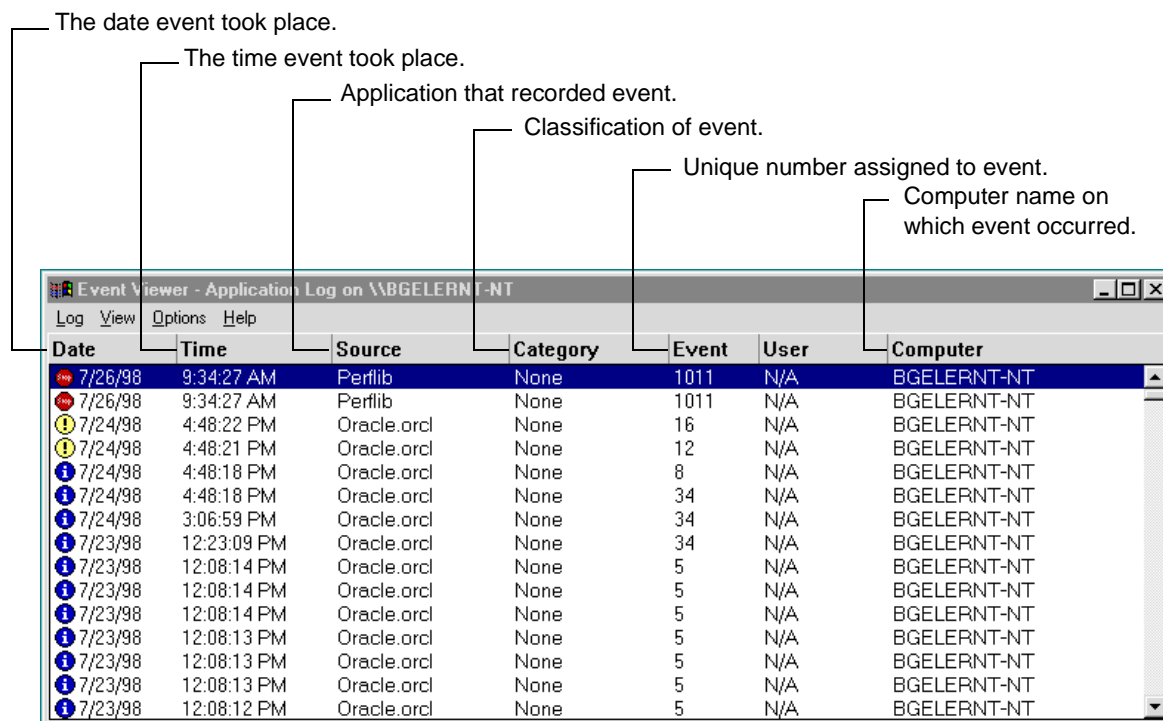 The date event took place.
The time event took place.
Application that recorded event.
Classification of event.
Unique number assigned to event.
Computer name on
which event occurred.
Event Viewer - Application Log on \\BGELERNT-NT
Log View Options Help
Date Time Source Category Event User Computer
7/26/98 9:34:27 AM Perflib None 1011 N/A BGELERNT-NT
7/26/98 9:34:27 AM Perflib None 1011 N/A BGELERNT-NT
7/24/98 4:48:22 PM Oracle.orcl None 16 N/A BGELERNT-NT
7/24/98 4:48:21 PM Oracle.orcl None 12 N/A BGELERNT-NT
7/24/98 4:48:18 PM Oracle.orcl None 8 N/A BGELERNT-NT
7/24/98 4:48:18 PM Oracle.orcl None 34 N/A BGELERNT-NT
7/24/98 3:06:59 PM Oracle.orcl None 34 N/A BGELERNT-NT
7/23/98 12:23:09 PM Oracle.orcl None 34 N/A BGELERNT-NT
7/23/98 12:08:14 PM Oracle.orcl None 5 N/A BGELERNT-NT
7/23/98 12:08:14 PM Oracle.orcl None 5 N/A BGELERNT-NT
7/23/98 12:08:14 PM Oracle.orcl None 5 N/A BGELERNT-NT
7/23/98 12:08:13 PM Oracle.orcl None 5 N/A BGELERNT-NT
7/23/98 12:08:13 PM Oracle.orcl None 5 N/A BGELERNT-NT
7/23/98 12:08:13 PM Oracle.orcl None 5 N/A BGELERNT-NT
7/23/98 12:08:12 PM Oracle.orcl None 5 N/A BGELERNT-NT